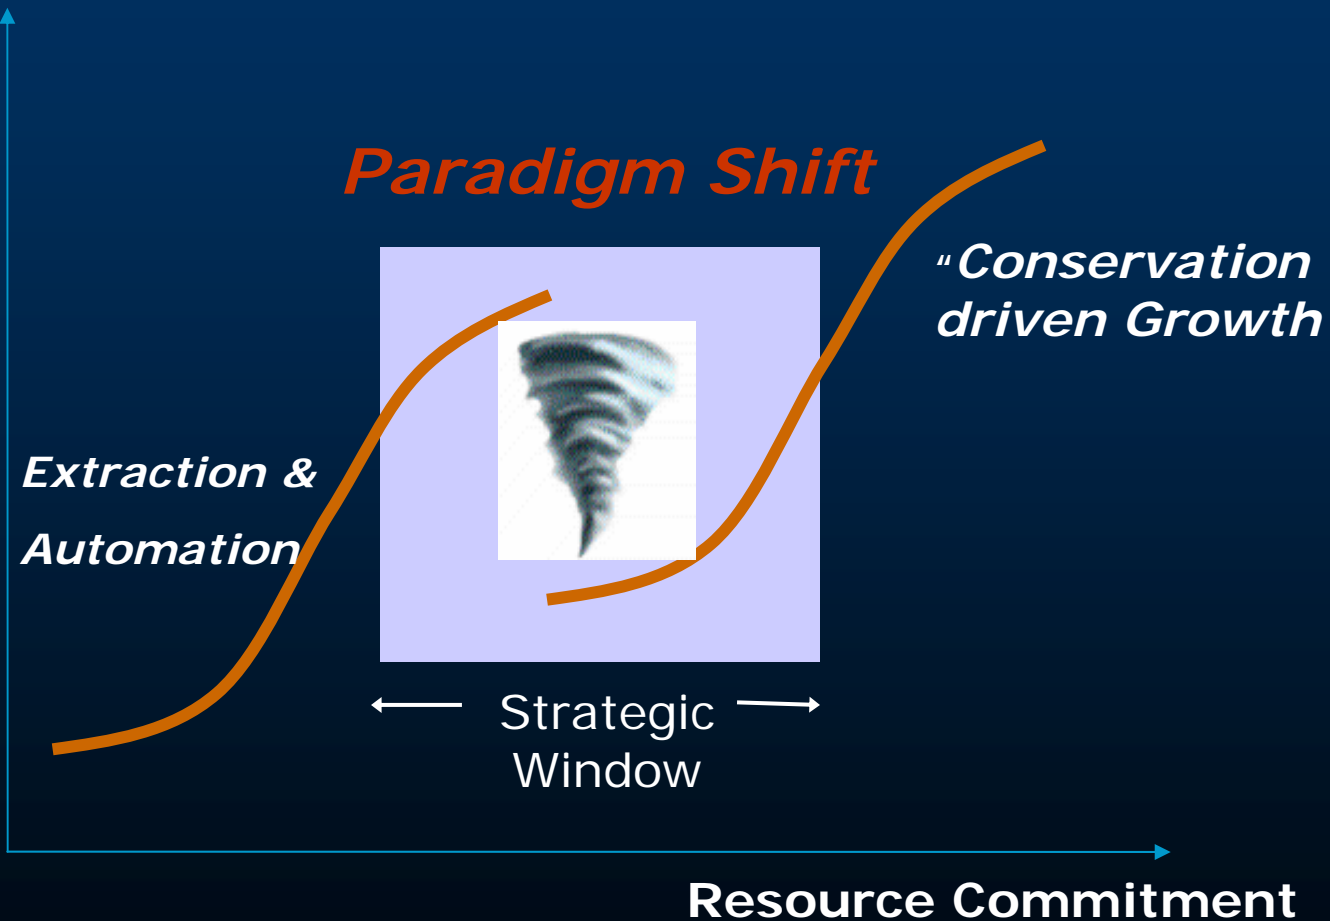 Paradigm Shift
“Conservation
driven Growth
Extraction &
Automation
Strategic
Window
Resource Commitment